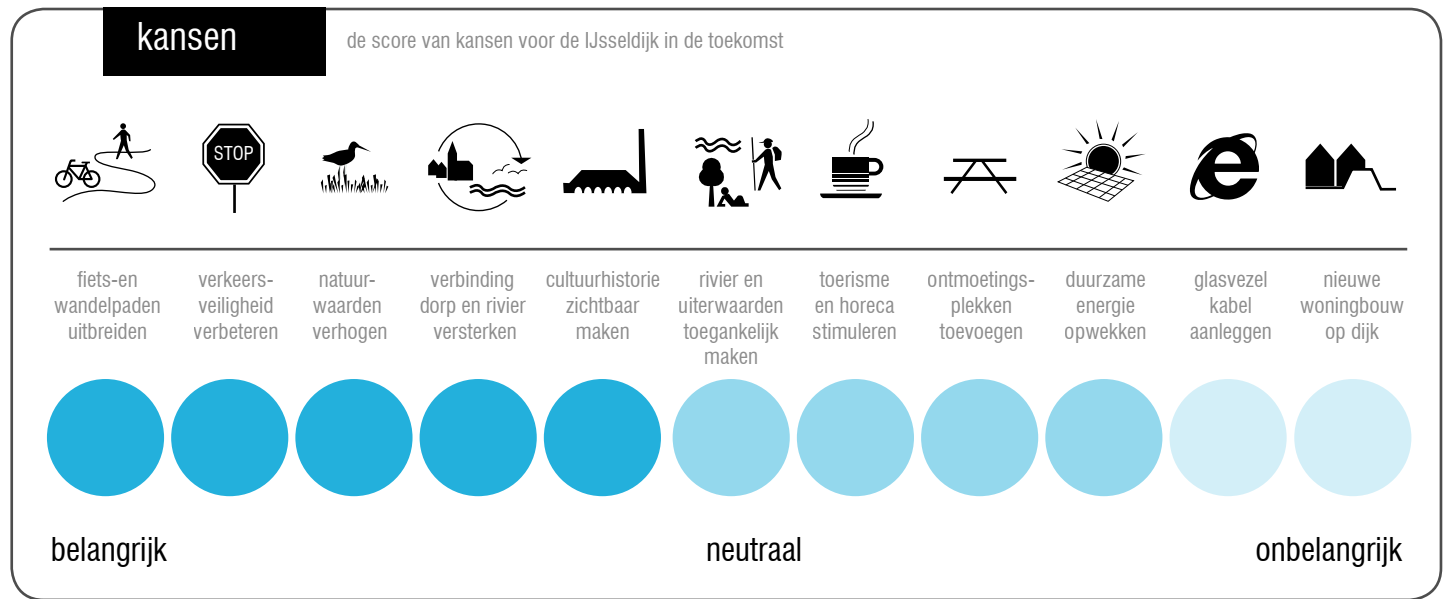 kansen
de score van kansen voor de IJsseldijk in de toekomst
STOP
fiets-en
wandelpaden
uitbreiden
verkeers-
veiligheid
verbeteren
natuur-
waarden
verhogen
verbinding
dorp en rivier
versterken
cultuurhistorie
zichtbaar
maken
rivier en
uiterwaarden
toegankelijk
maken
toerisme
en horeca
stimuleren
ontmoetings-
plekken
toevoegen
duurzame
energie
opwekken
glasvezel
kabel
aanleggen
nieuwe
woningbouw
op dijk
belangrijk
neutraal
onbelangrijk